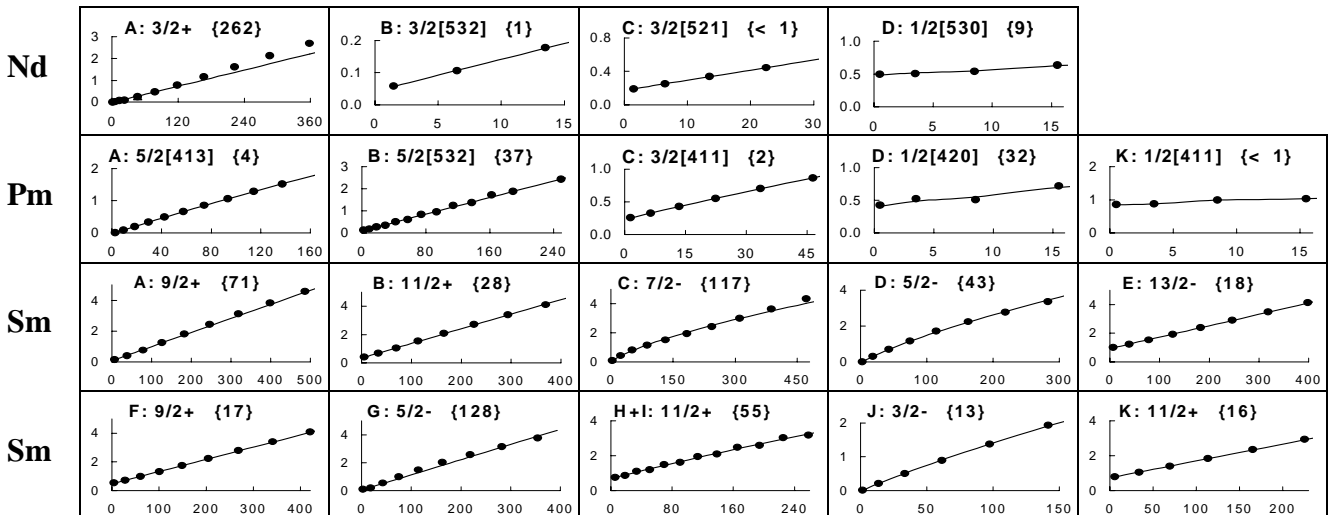 Nd
A: 3/2+ {262}
3
2
1
0
0 120 240 360
B: 3/2[532] {1}
0.2
0.1
0.0
0 5 10 15
C: 3/2[521] {< 1}
0.8
0.4
0.0
0 10 20 30
D: 1/2[530] {9}
1.0
0.5
0.0
0 5 10 15
Pm
A: 5/2[413] {4}
2
1
0
0 40 80 120 160
B: 5/2[532] {37}
3
2
1
0
0 80 160 240
C: 3/2[411] {2}
1.0
0.5
0.0
15 30 45
D: 1/2[420] {32}
1.0
0.5
0.0
0 5 10 15
K: 1/2[411] {< 1}
2
1
0
0 5 10 15
Sm
A: 9/2+ {71}
4
2
0
0 100 200 300 400 500
B: 11/2+ {28}
4
2
0
0 100 200 300 400
C: 7/2- {117}
4
2
0
0 150 300 450
D: 5/2- {43}
4
2
0
0 100 200 300
E: 13/2- {18}
4
2
0
0 100 200 300 400
Sm
F: 9/2+ {17}
4
2
0
0 100 200 300 400
G: 5/2- {128}
5
4
3
2
1
0
0 100 200 300 400
H+I: 11/2+ {55}
4
2
0
0 80 160 240
J: 3/2- {13}
2
1
0
0 50 100 150
K: 11/2+ {16}
4
2
0
0 50 100 150 200